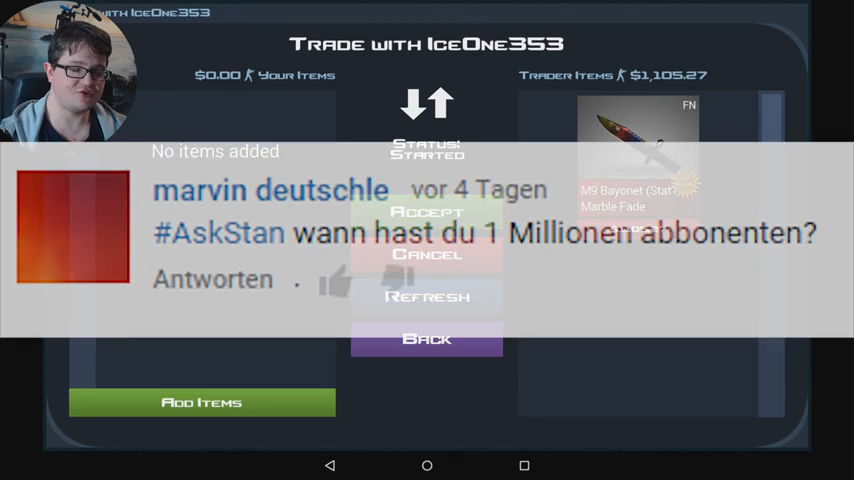 with IceOne353
Trade with IceOne353
$0.00 Your Items
Trader Items $1,105.27
FN
Status:
Started
No items added
M9 Bayonet (Stat
Marble Fade
marvin deutschle vor 4 Tagen
Accept
#AskStan wann hast du 1 Millionen abbonenten?
Cancel
Antworten .
Refresh
Back
Add Items